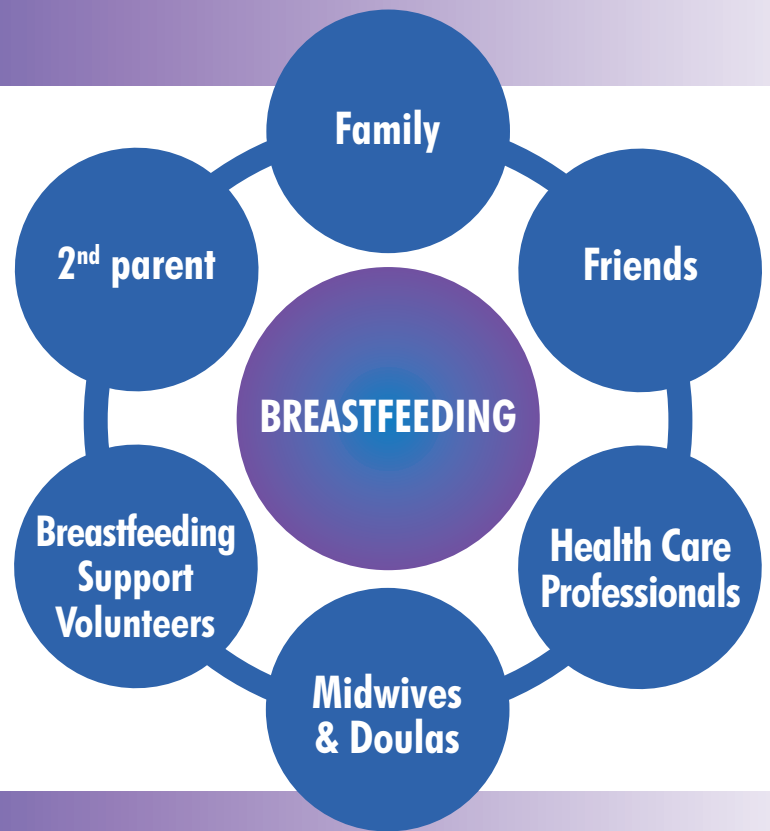 Family
2nd parent
Friends
BREASTFEEDING
Breastfeeding
Support
Volunteers
Health Care
Professionals
Midwives
& Doulas